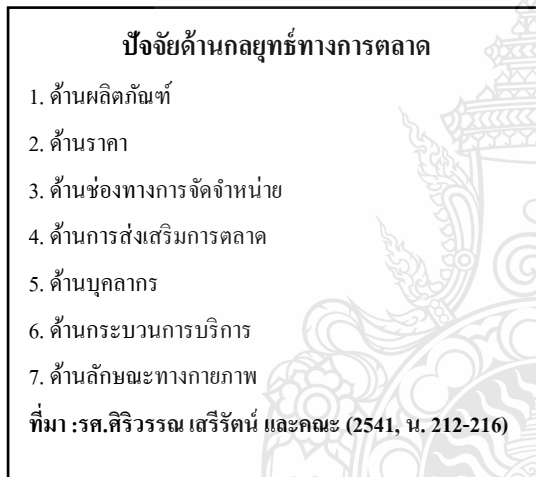 ปัจจัยด้านกลยุทธ์ทางการตลาด
1. ด้านผลิตภัณฑ์
2. ด้านราคา
3. ด้านช่องทางการจัดจำหน่าย
4. ด้านการส่งเสริมการตลาด
5. ด้านบุคลากร
6. ด้านกระบวนการบริการ
7. ด้านลักษณะทางกายภาพ
ที่มา :รศ.ศิริวรรณ เสรีรัตน์ และคณะ (2541, น. 212-216)